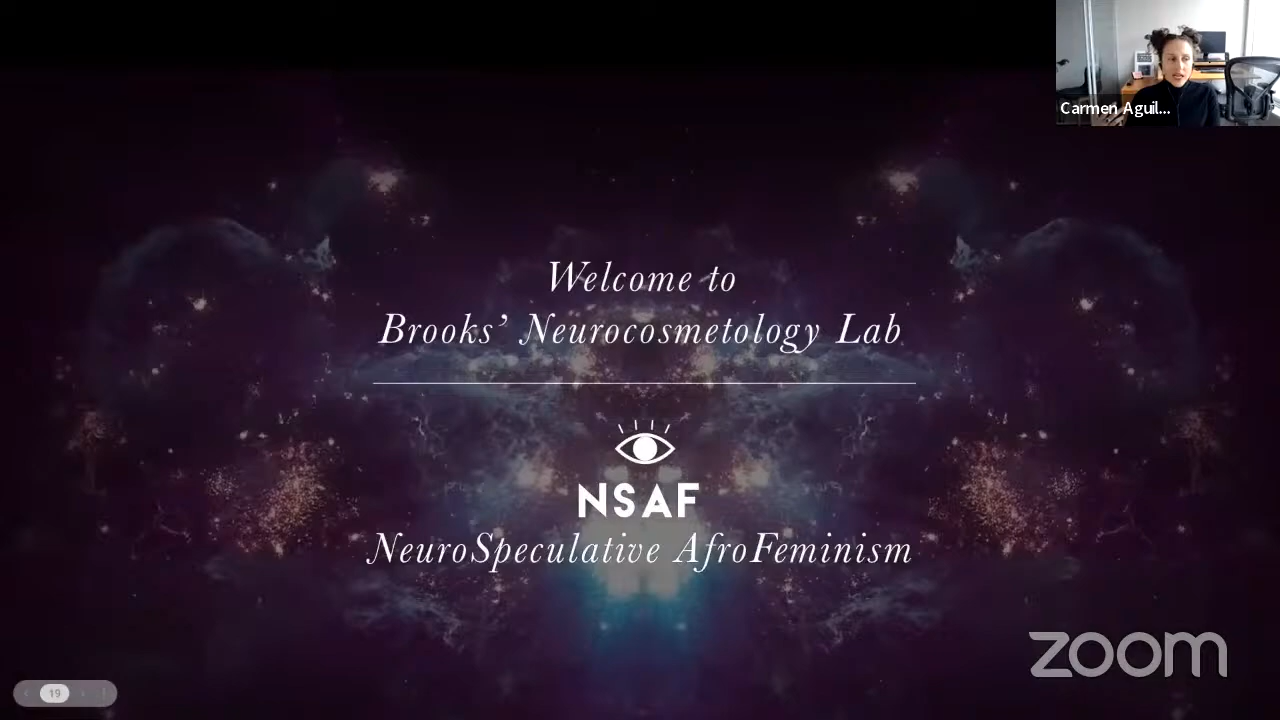 Carmen Aguil...
Welcome to
Brooks’ Neurocosmetology Lab
NSAF
NeuroSpeculative AfroFeminism
zoom
19